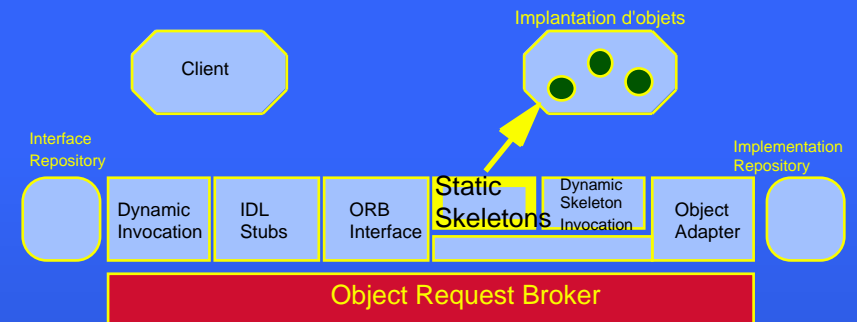 Implantation d'objets
Client
Interface
Repository
Implementation
Repository
Dynamic
Invocation
IDL
Stubs
ORB
Interface
Static
Skeletons
Dynamic
Skeleton
Invocation
Object
Adapter
Object Request Broker